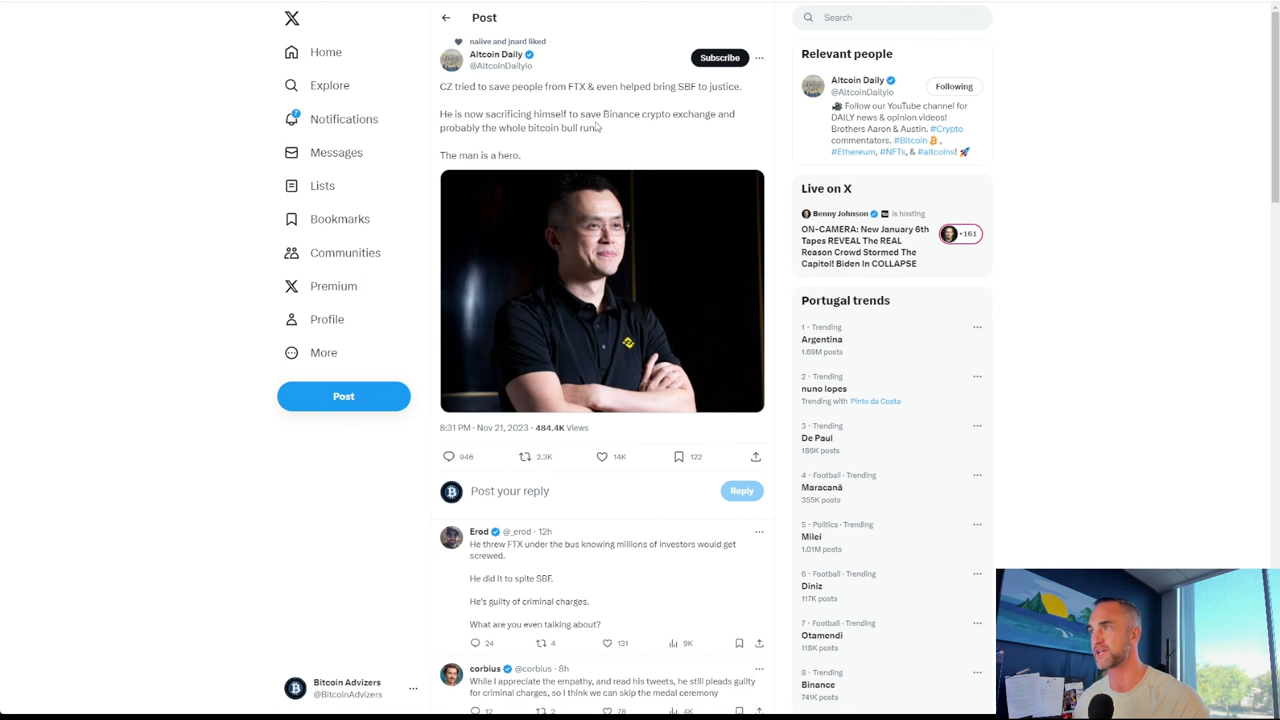 Home
Explore
7
Notifications
Messages
Lists
Bookmarks
Communities
Premium
Profile
More
Post
Bitcoin Advizers
@BitcoinAdvizers
Post
naiive and jnard liked
Altcoin Daily
@AltcoinDailyio
Subscribe
CZ tried to save people from FTX & even helped bring SBF to justice.
He is now sacrificing himself to save Binance crypto exchange and
probably the whole bitcoin bull run.
The man is a hero.
8:31 PM · Nov 21, 2023 · 484.4K Views
946 2.3K 14K 122
Post your reply
Reply
Erod @_erod · 12h
He threw FTX under the bus knowing millions of investors would get
screwed.
He did it to spite SBF.
He's guilty of criminal charges.
What are you even talking about?
24 4 131 9K
corbius @corbius · 8h
While I appreciate the empathy, and read his tweets, he still pleads guilty
for criminal charges, so I think we can skip the medal ceremony
12 2 78 4K
Search
Relevant people
Altcoin Daily
@AltcoinDailyio
Following
Follow our YouTube channel for
DAILY news & opinion videos!
Brothers Aaron & Austin. #Crypto
commentators. #Bitcoin ,
#Ethereum, #NFTs, & #altcoins!
Live on X
Benny Johnson is hosting
ON-CAMERA: New January 6th
Tapes REVEAL The REAL
Reason Crowd Stormed The
Capitol! Biden In COLLAPSE
+161
Portugal trends
1 · Trending
Argentina
1.69M posts
2 · Trending
nuno lopes
Trending with Pinto da Costa
3 · Trending
De Paul
186K posts
4 · Football · Trending
Maracanã
355K posts
5 · Politics · Trending
Milei
1.01M posts
6 · Football · Trending
Diniz
117K posts
7 · Football · Trending
Otamendi
118K posts
8 · Trending
Binance
741K posts